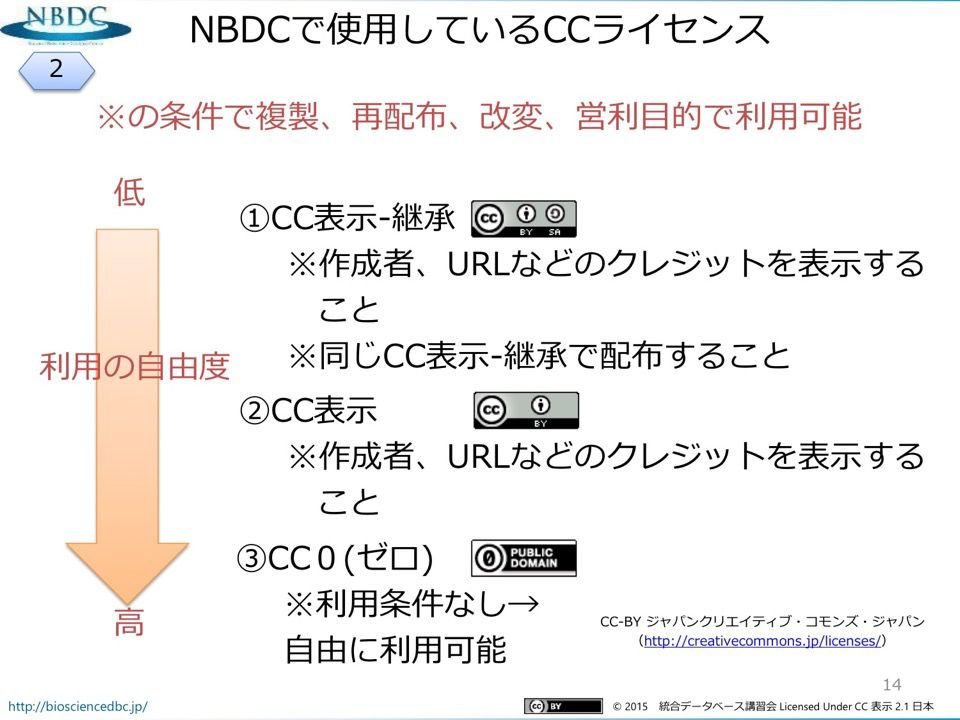 NBDC
NBDCで使用しているCCライセンス
2
※の条件で複製、再配布、改変、営利目的で利用可能
低
利用の自由度
高
①CC表示-継承
cc BY SA
※作成者、URLなどのクレジットを表示する
こと
※同じCC表示-継承で配布すること
②CC表示
cc BY
※作成者、URLなどのクレジットを表示する
こと
③CC０(ゼロ)
0 PUBLIC
DOMAIN
※利用条件なし→
自由に利用可能
CC-BY ジャパンクリエイティブ・コモンズ・ジャパン
（http://creativecommons.jp/licenses/）
14
http://biosciencedbc.jp/
cc BY
© 2015 統合データベース講習会 Licensed Under CC 表示 2.1 日本